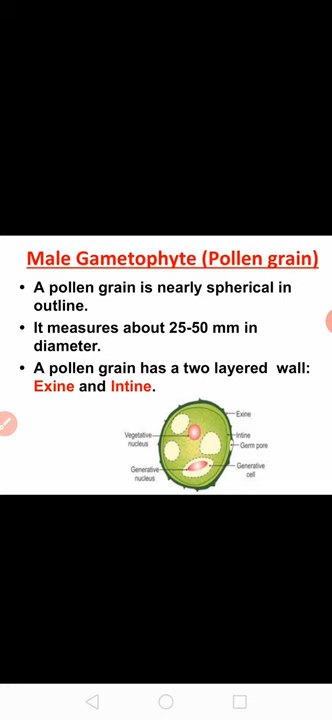 Male Gametophyte (Pollen grain)
• A pollen grain is nearly spherical in
outline.
• It measures about 25-50 mm in
diameter.
• A pollen grain has a two layered wall:
Exine and Intine.
Exine
Vegetative
nucleus
Intine
Germ pore
Generative
nucleus
Generative
cell